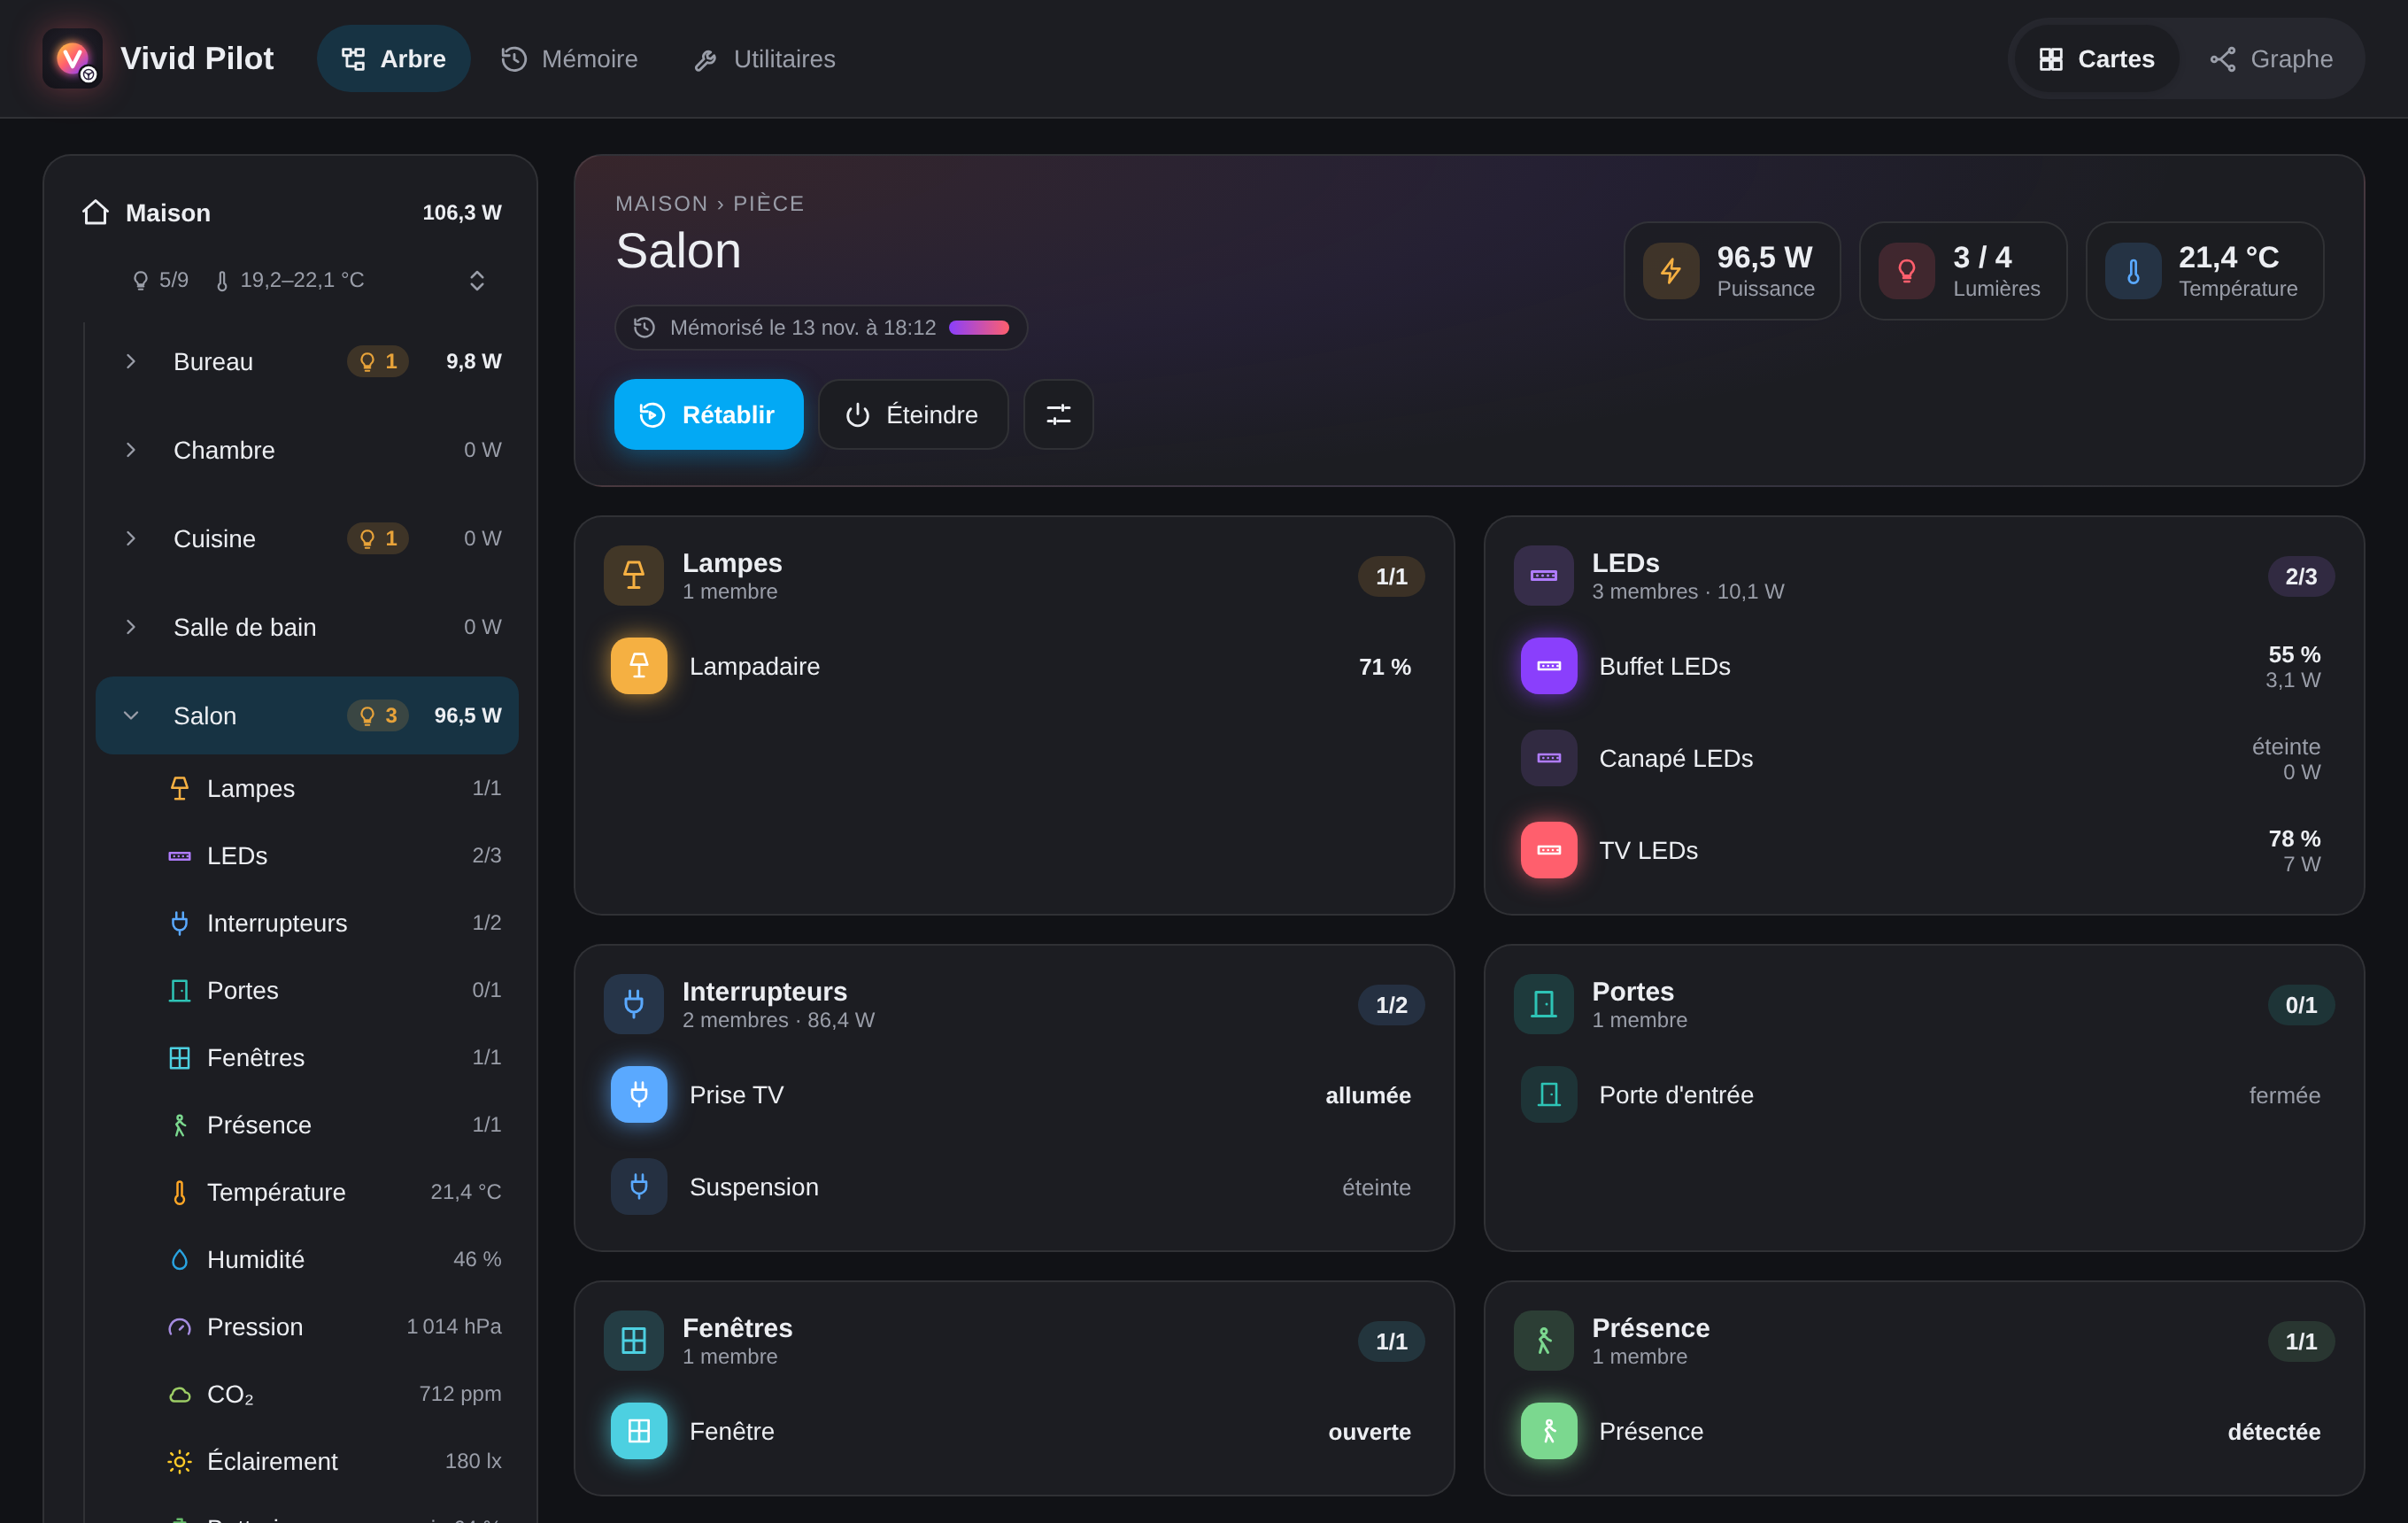 Vivid Pilot
Arbre
Mémoire
Utilitaires
Cartes
Graphe
Maison
106,3 W
5/9
19,2–22,1 °C
Bureau
1
9,8 W
Chambre
0 W
Cuisine
1
0 W
Salle de bain
0 W
Salon
3
96,5 W
Lampes
1/1
LEDs
2/3
Interrupteurs
1/2
Portes
0/1
Fenêtres
1/1
Présence
1/1
Température
21,4 °C
Humidité
46 %
Pression
1 014 hPa
CO₂
712 ppm
Éclairement
180 lx
MAISON › PIÈCE
Salon
Mémorisé le 13 nov. à 18:12
Rétablir
Éteindre
96,5 W
Puissance
3 / 4
Lumières
21,4 °C
Température
Lampes
1 membre
1/1
Lampadaire
71 %
LEDs
3 membres · 10,1 W
2/3
Buffet LEDs
55 %
3,1 W
Canapé LEDs
éteinte
0 W
TV LEDs
78 %
7 W
Interrupteurs
2 membres · 86,4 W
1/2
Prise TV
allumée
Suspension
éteinte
Portes
1 membre
0/1
Porte d'entrée
fermée
Fenêtres
1 membre
1/1
Fenêtre
ouverte
Présence
1 membre
1/1
Présence
détectée